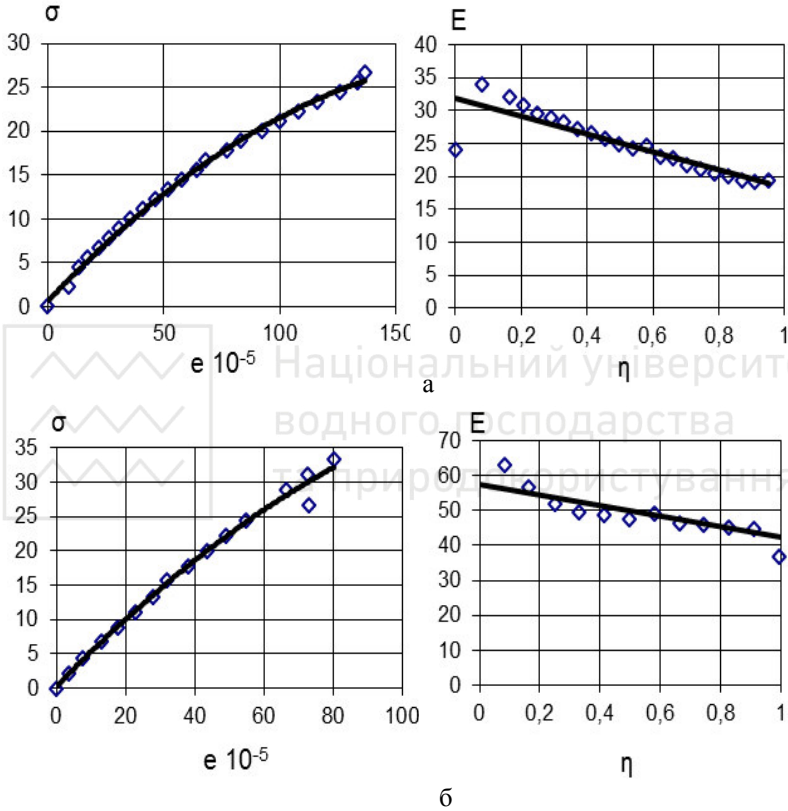 σ
30
25
20
15
10
5
0
0 50 100 150
e 10-5
E
40
35
30
25
20
15
10
5
0
0 0,2 0,4 0,6 0,8 1
η
Національний університ
а
водного господарства
та природокористування
σ
35
30
25
20
15
10
5
0
0 20 40 60 80 100
e 10-5
E
70
60
50
40
30
20
10
0
0 0,2 0,4 0,6 0,8 1
η
б